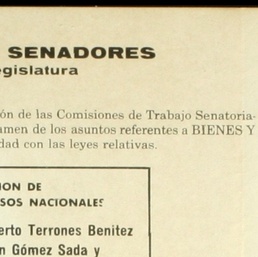 SENADORES
egislatura
ón de las Comisiones de Trabajo Senatoria-
amen de los asuntos referentes a BIENES Y
dad con las leyes relativas.
ION DE
SOS NACIONALES
erto Terrones Benitez
n Gómez Sada y